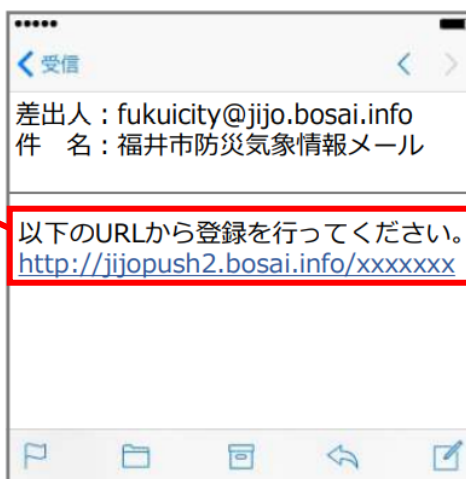 受信
差出人：fukuicity@jijo.bosai.info
件　名：福井市防災気象情報メール
以下のURLから登録を行ってください。
http://jijopush2.bosai.info/xxxxxxx